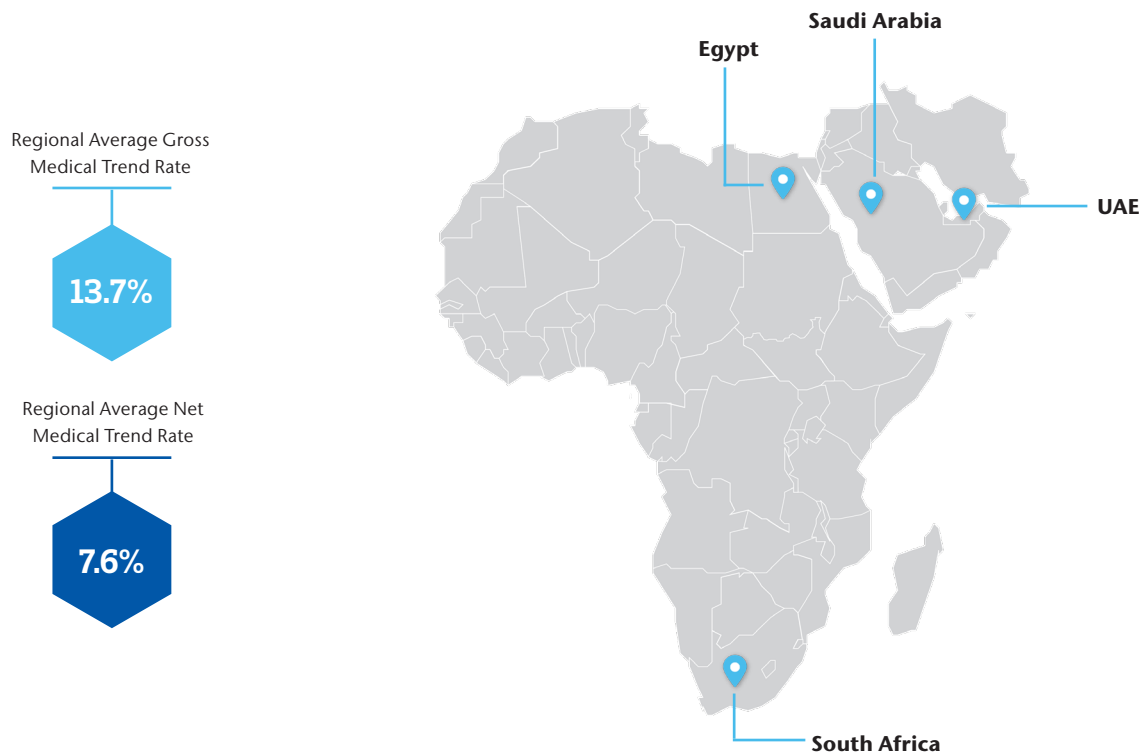 Saudi Arabia
Egypt
Regional Average Gross
Medical Trend Rate
UAE
13.7%
Regional Average Net
Medical Trend Rate
7.6%
South Africa